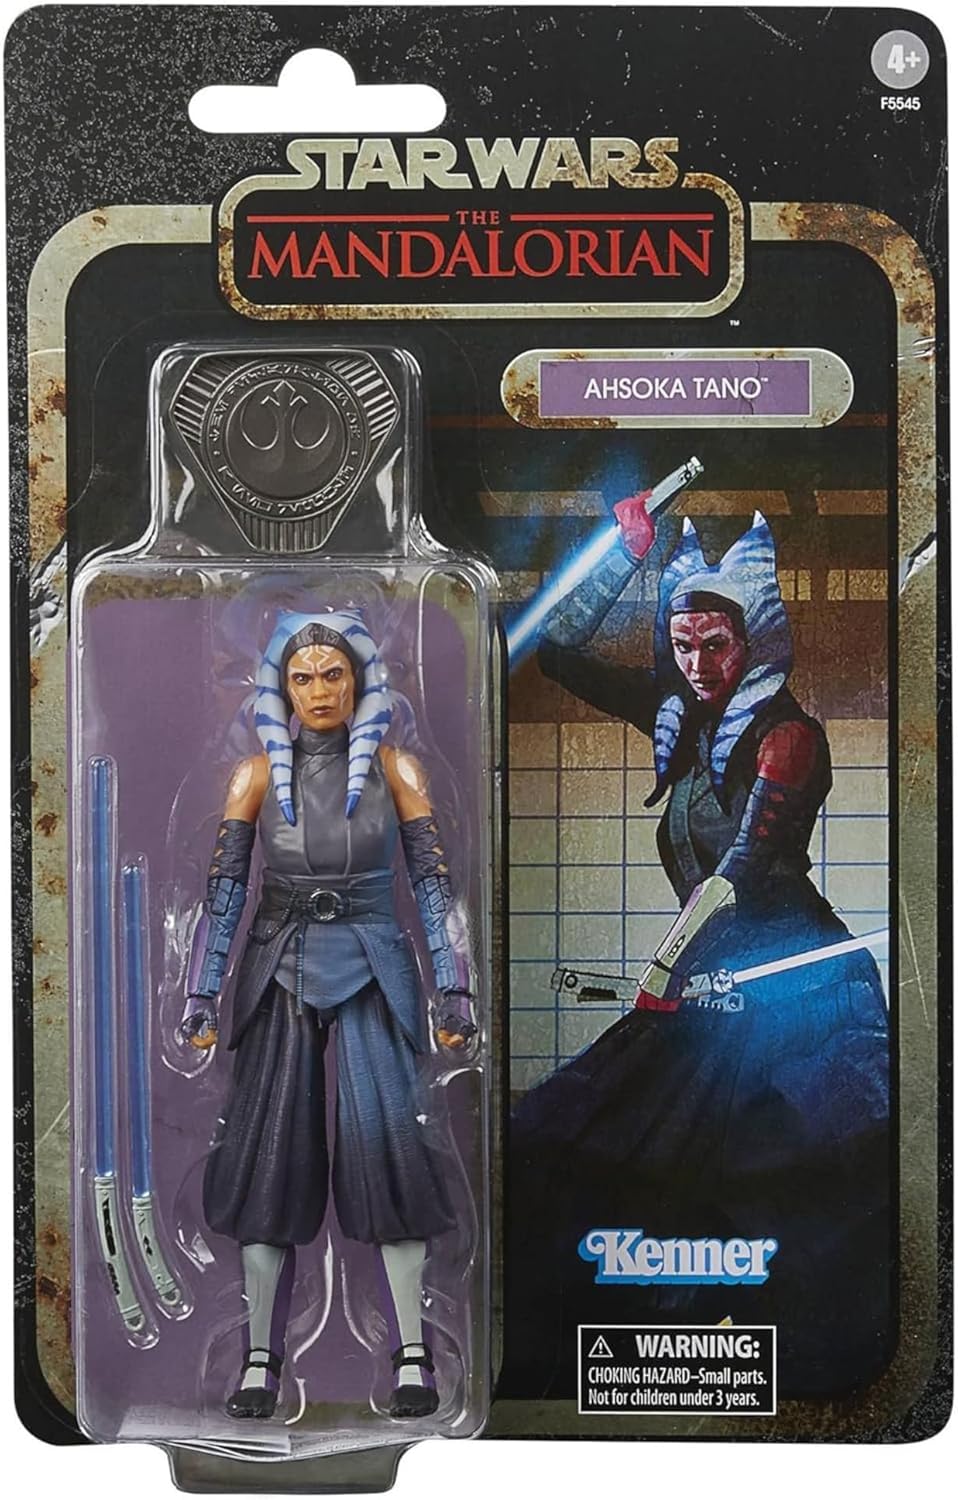 4+
F5545
STAR WARS
THE
MANDALORIAN
™
AHSOKA TANO™
Kenner
WARNING:
CHOKING HAZARD–Small parts.
Not for children under 3 years.